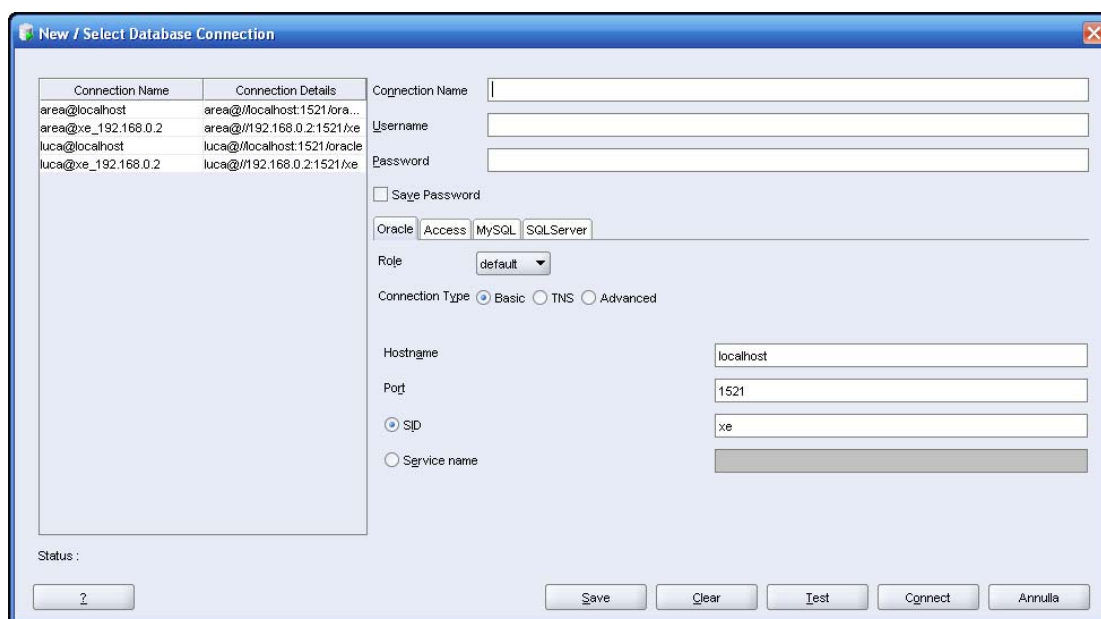 New / Select Database Connection
Connection Name Connection Details
area@localhost area@//localhost:1521/ora...
area@xe_192.168.0.2 area@//192.168.0.2:1521/xe
luca@localhost luca@//localhost:1521/oracle
luca@xe_192.168.0.2 luca@//192.168.0.2:1521/xe
Connection Name
Username
Password
Save Password
Oracle Access MySQL SQLServer
Role default
Connection Type Basic TNS Advanced
Hostname localhost
Port 1521
SID xe
Service name
Status :
? Save Clear Test Connect Annulla